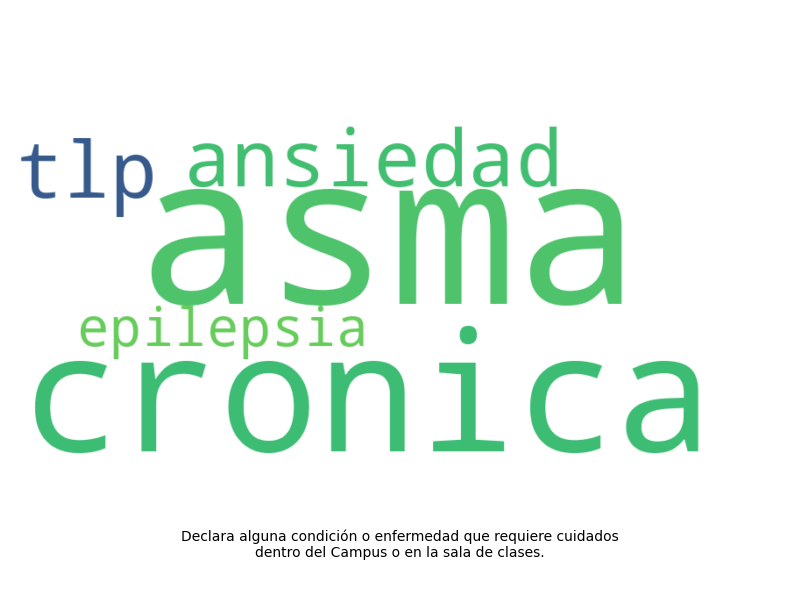 tlp ansiedad
asma
epilepsia
cronica
Declara alguna condición o enfermedad que requiere cuidados
dentro del Campus o en la sala de clases.